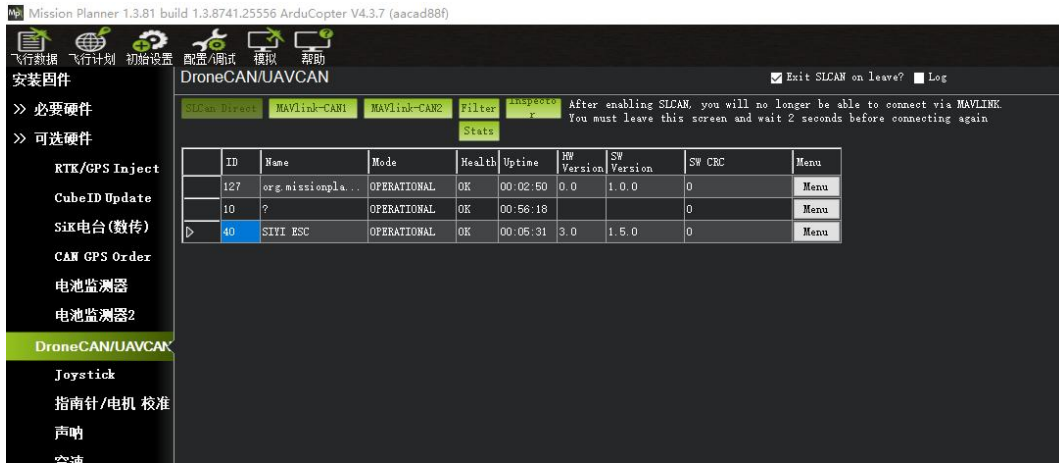 Mission Planner 1.3.81 build 1.3.8741.25556 ArduCopter V4.3.7 (aacad88f)
飞行数据 飞行计划 初始设置 配置/调试 模拟 帮助
安装固件
DroneCAN/UAVCAN
Exit SLCAN on leave? Log
>> 必要硬件
SLCan Direct MAVlink-CAN1 MAVlink-CAN2 Filter Inspector
After enabling SLCAN, you will no longer be able to connect via MAVLINK.
You must leave this screen and wait 2 seconds before connecting again
Stats
>> 可选硬件
ID Name Mode Health Uptime HW Version SW Version SW CRC Menu
127 org.missionpla... OPERATIONAL OK 00:02:50 0.0 1.0.0 0 Menu
10 ? OPERATIONAL OK 00:56:18 0 Menu
40 SIYI ESC OPERATIONAL OK 00:05:31 3.0 1.5.0 0 Menu
RTK/GPS Inject
CubeID Update
SiK电台(数传)
CAN GPS Order
电池监测器
电池监测器2
DroneCAN/UAVCAN
Joystick
指南针/电机 校准
声呐
空速